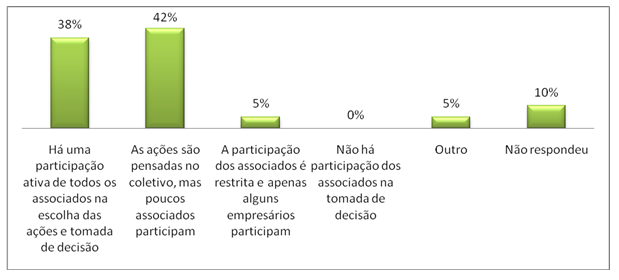 38%
42%
5%
0%
5%
10%
Há uma
participação
ativa de todos os
associados na
escolha das
ações e tomada
de decisão
As ações são
pensadas no
coletivo, mas
poucos
associados
participam
A participação
dos associados é
restrita e apenas
alguns
empresários
participam
Não há
participação dos
associados na
tomada de
decisão
Outro
Não respondeu